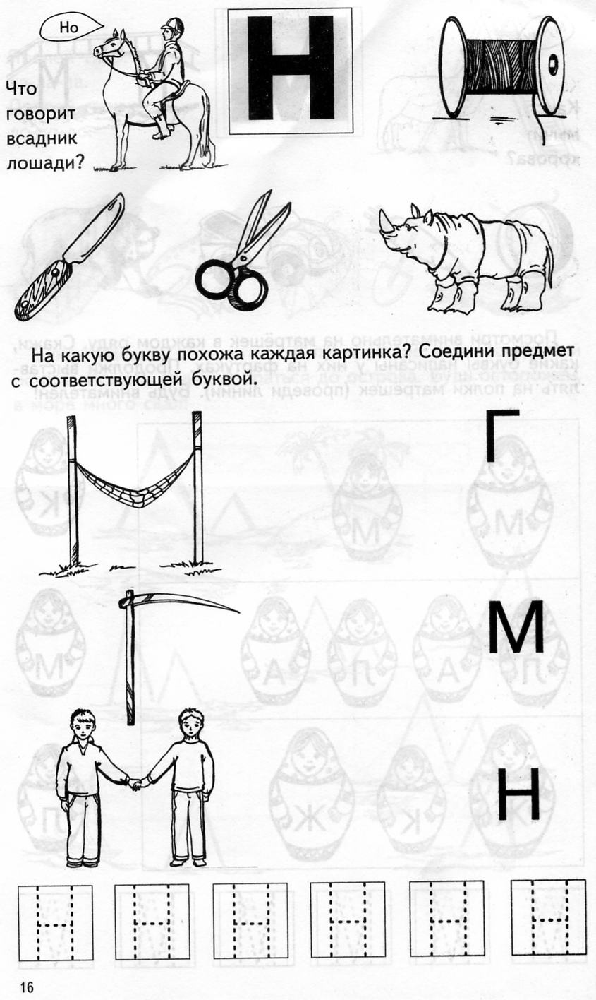 Но
Н
Что
говорит
всадник
лошади?
На какую букву похожа каждая картинка? Соедини предмет
с соответствующей буквой.
Г
М
Н
Н Н Н Н Н Н
16